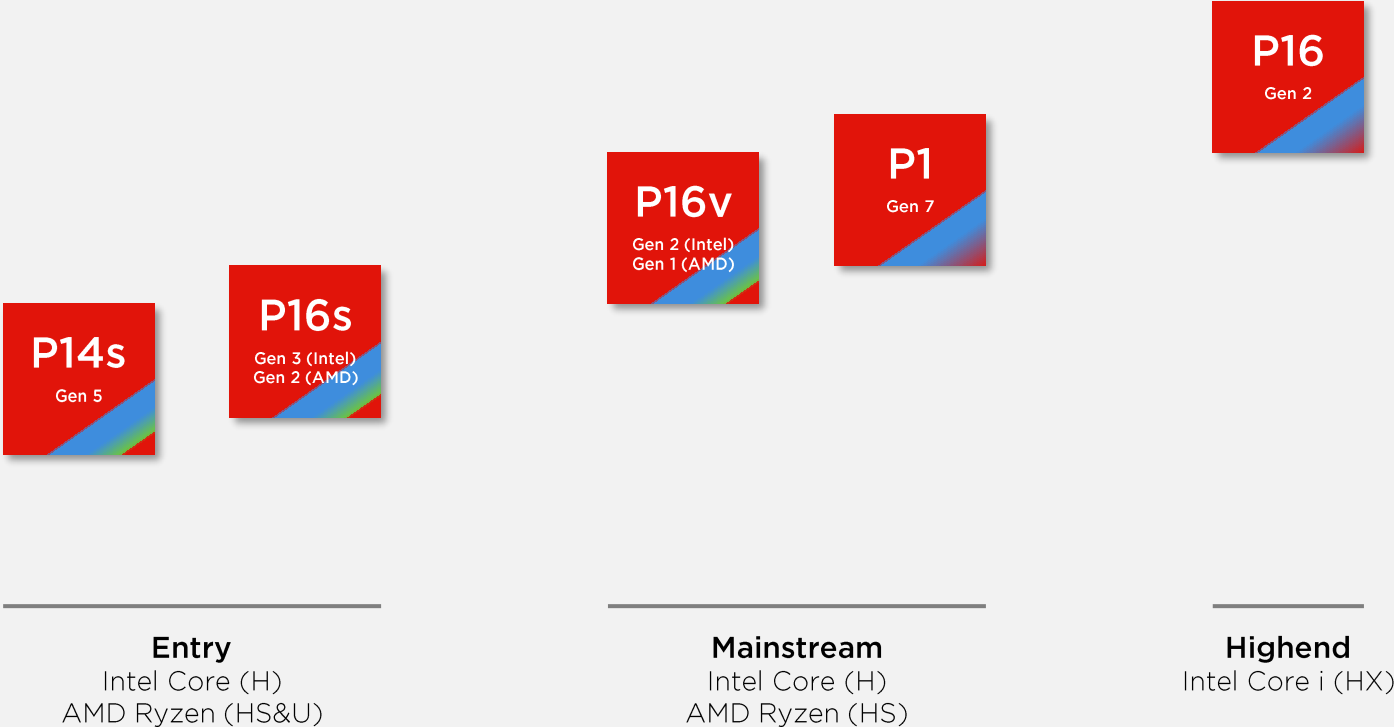 P14s
Gen 5
P16s
Gen 3 (Intel)
Gen 2 (AMD)
P16v
Gen 2 (Intel)
Gen 1 (AMD)
P1
Gen 7
P16
Gen 2
Entry
Intel Core (H)
AMD Ryzen (HS&U)
Mainstream
Intel Core (H)
AMD Ryzen (HS)
Highend
Intel Core i (HX)